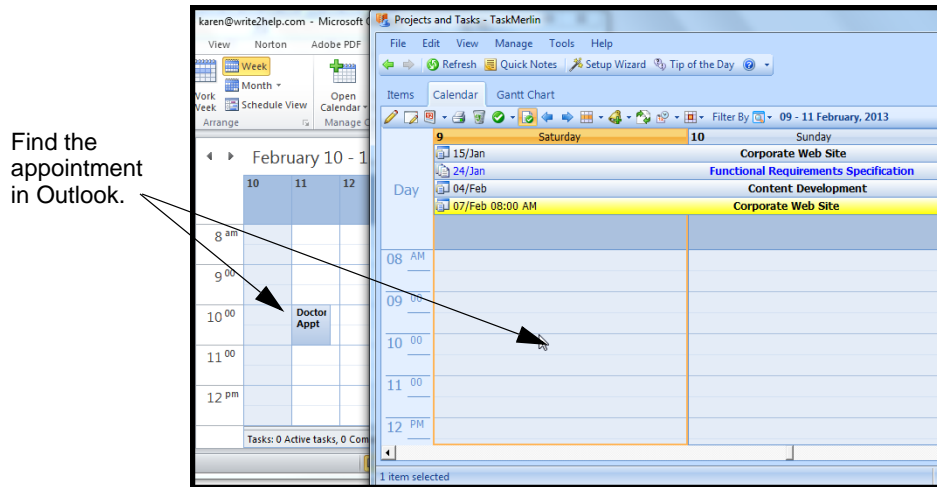 Find the
appointment
in Outlook.
karen@write2help.com - Microsoft
View Norton Adobe PDF
Week
Month
Week Schedule View
Open
Calendar
Arrange
February 10 - 1
10 11 12
8 am
9 00
10 00
Doctor
Appt
11 00
12 pm
Tasks: 0 Active tasks, 0 Com
Projects and Tasks - TaskMerlin
File Edit View Manage Tools Help
Refresh Quick Notes Setup Wizard Tip of the Day
Items Calendar Gantt Chart
Filter By 09 - 11 February, 2013
9 Saturday 10 Sunday
Day
15/Jan Corporate Web Site
24/Jan Functional Requirements Specification
04/Feb Content Development
07/Feb 08:00 AM Corporate Web Site
08 AM
09 00
10 00
11 00
12 PM
1 item selected